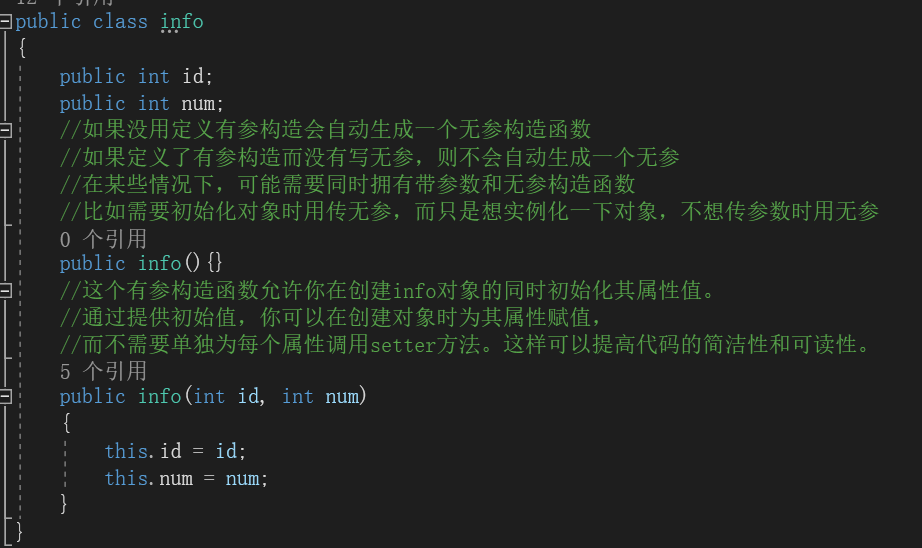 public class info
{
public int id;
public int num;
//如果没用定义有参构造会自动生成一个无参构造函数
//如果定义了有参构造而没有写无参，则不会自动生成一个无参
//在某些情况下，可能需要同时拥有带参数和无参构造函数
//比如需要初始化对象时用传无参，而只是想实例化一下对象，不想传参数时用无参
0 个引用
public info(){}
//这个有参构造函数允许你在创建info对象的同时初始化其属性值。
//通过提供初始值，你可以在创建对象时为其属性赋值，
//而不需要单独为每个属性调用setter方法。这样可以提高代码的简洁性和可读性。
5 个引用
public info(int id, int num)
{
this.id = id;
this.num = num;
}
}